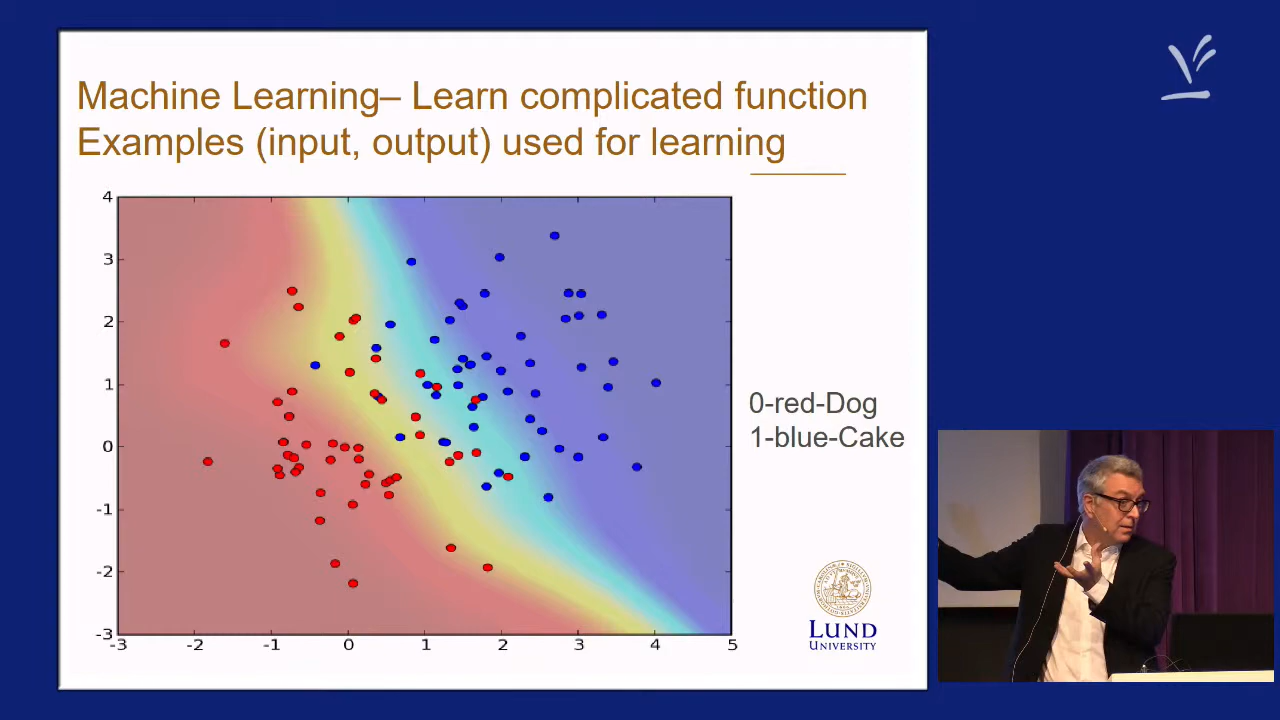 Machine Learning– Learn complicated function
Examples (input, output) used for learning
4
3
2
1
0
-1
-2
-3
-3
-2
-1
0
1
2
3
4
5
0-red-Dog
1-blue-Cake
LUND
UNIVERSITY